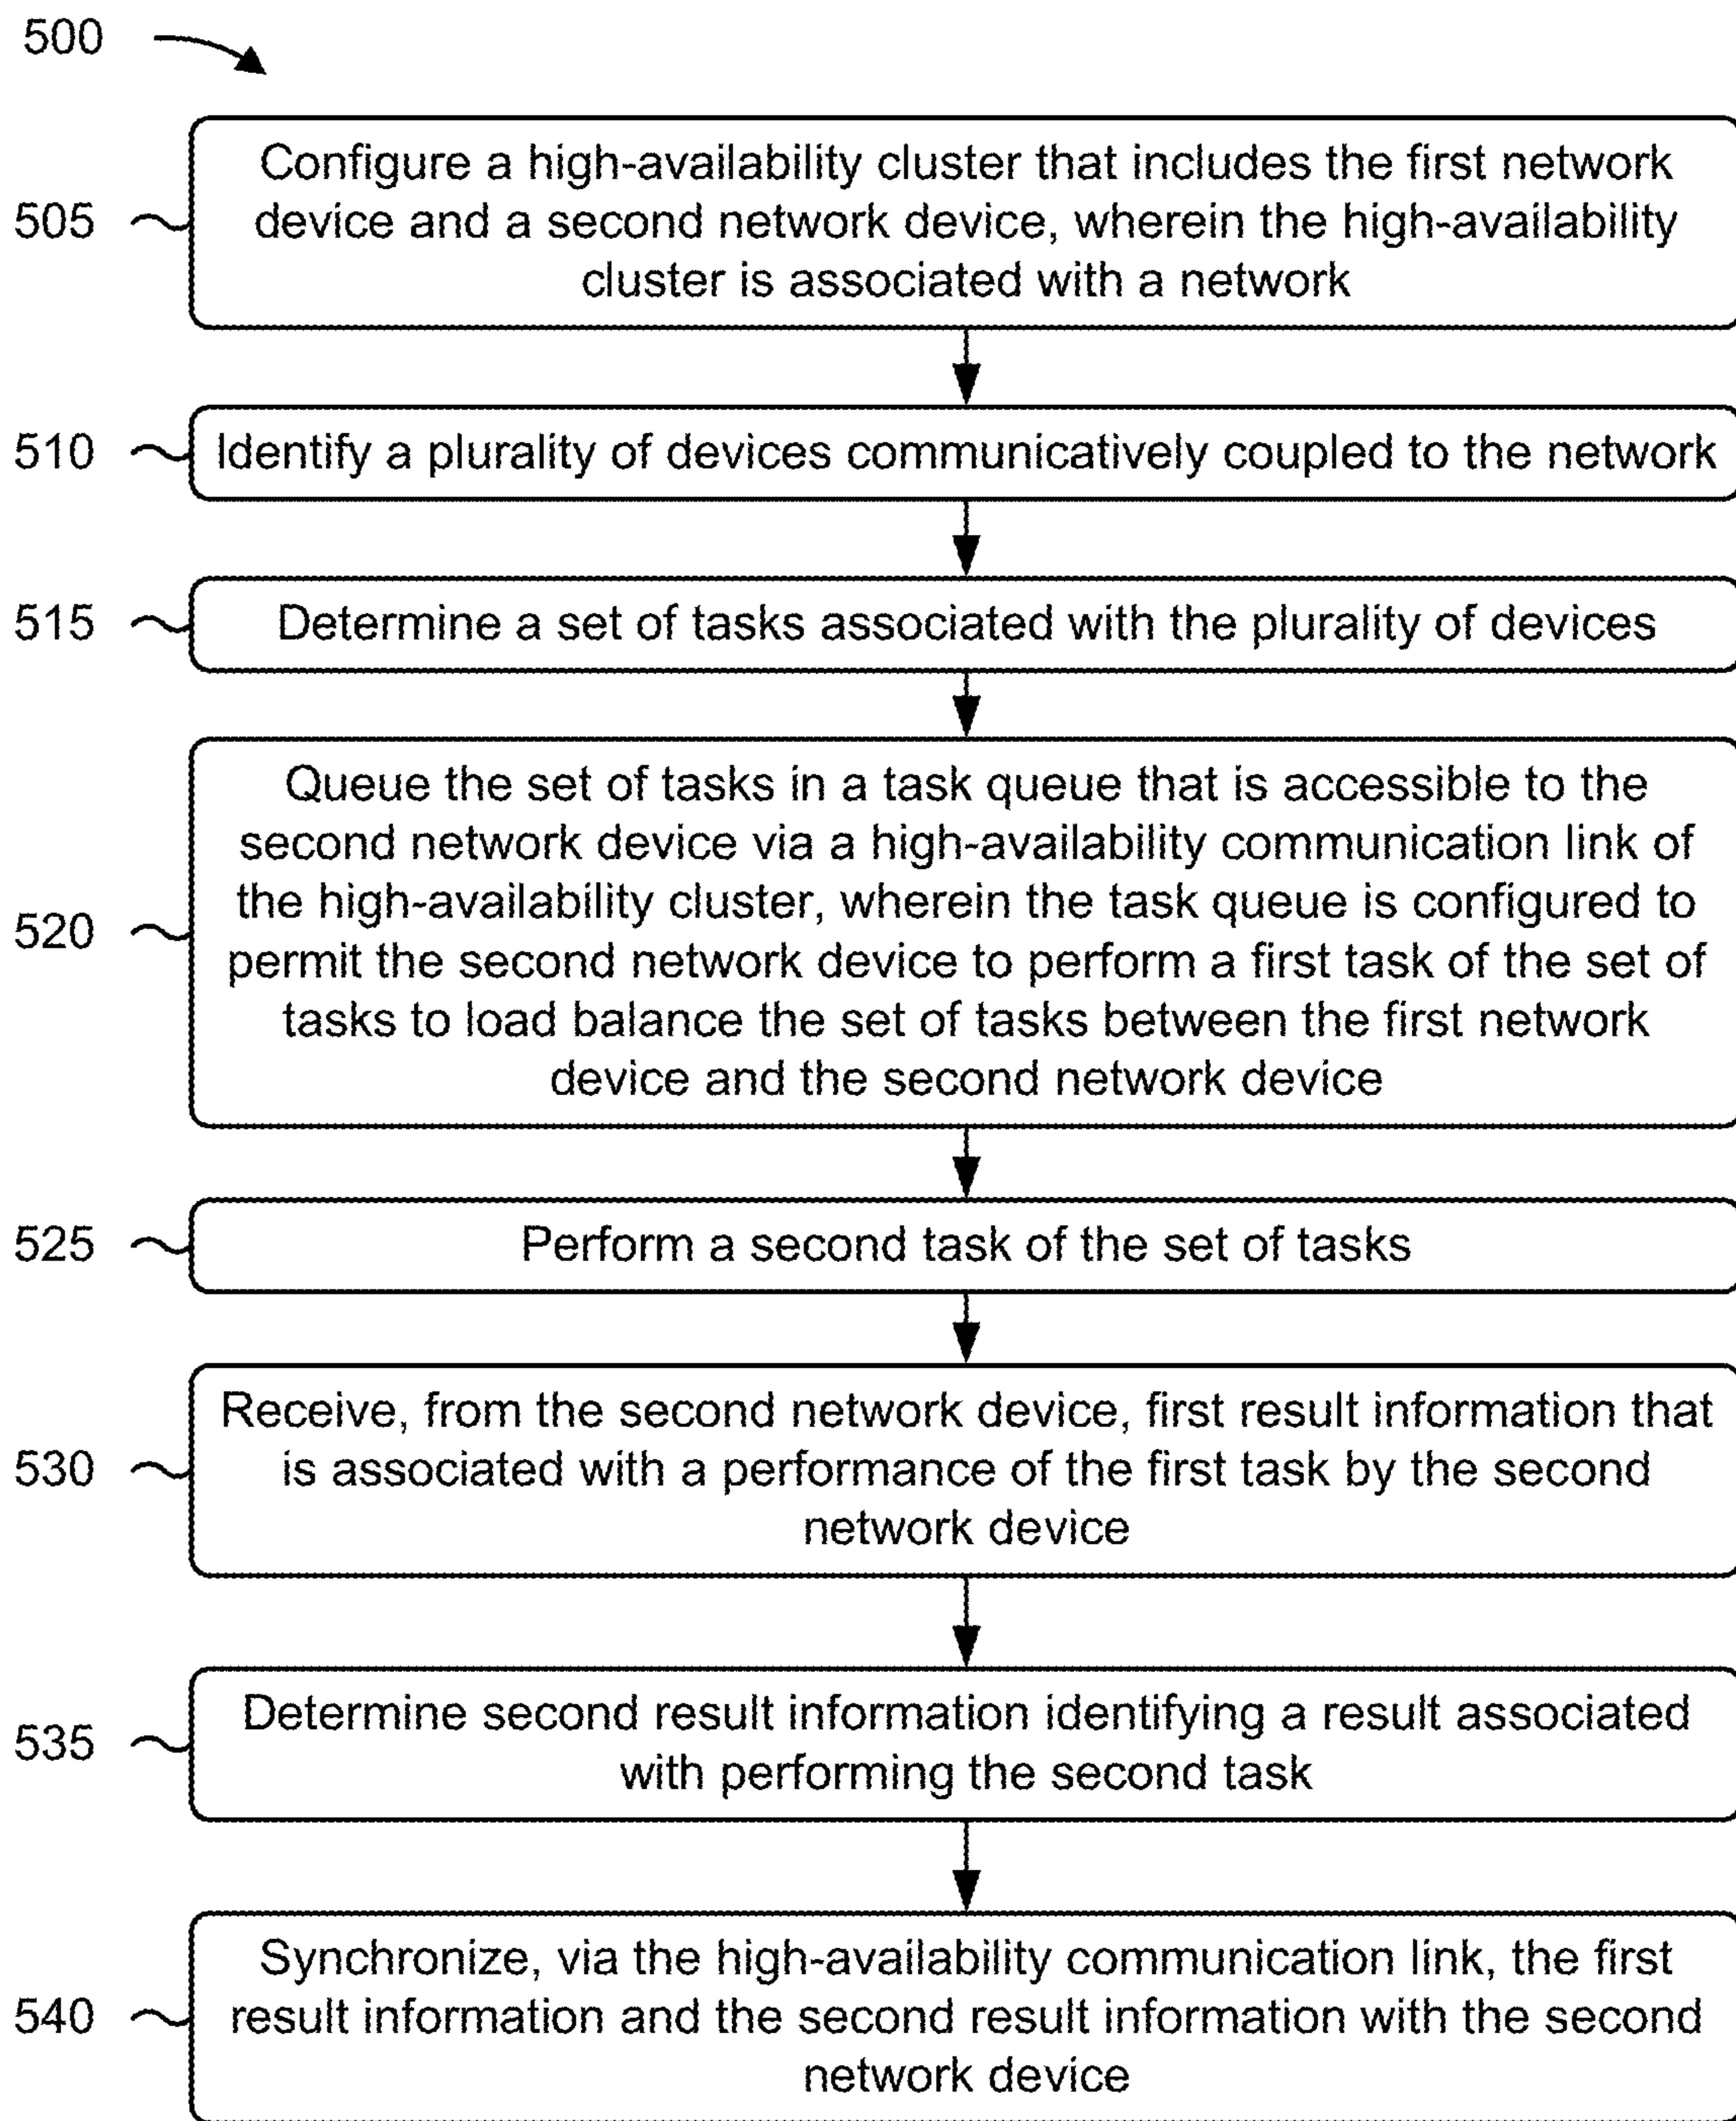 500
Configure a high-availability cluster that includes the first network
505
device and a second network device, wherein the high-availability
cluster is associated with a network
510
Identify a plurality of devices communicatively coupled to the network
515
Determine a set of tasks associated with the plurality of devices
Queue the set of tasks in a task queue that is accessible to the
second network device via a high-availability communication link of
the high-availability cluster, wherein the task queue is configured to
520
permit the second network device to perform a first task of the set of
tasks to load balance the set of tasks between the first network
device and the second network device
525
Perform a second task of the set of tasks
Receive, from the second network device, first result information that
530
is associated with a performance of the first task by the second
network device
Determine second result information identifying a result associated
535
with performing the second task
Synchronize, via the high-availability communication link, the first
540
result information and the second result information with the second
network device